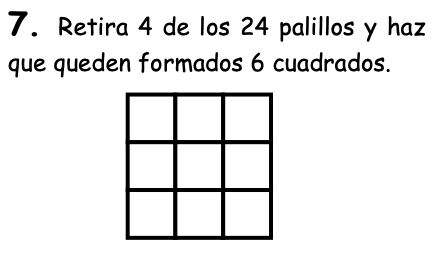 7. Retira 4 de los 24 palillos y haz
que queden formados 6 cuadrados.